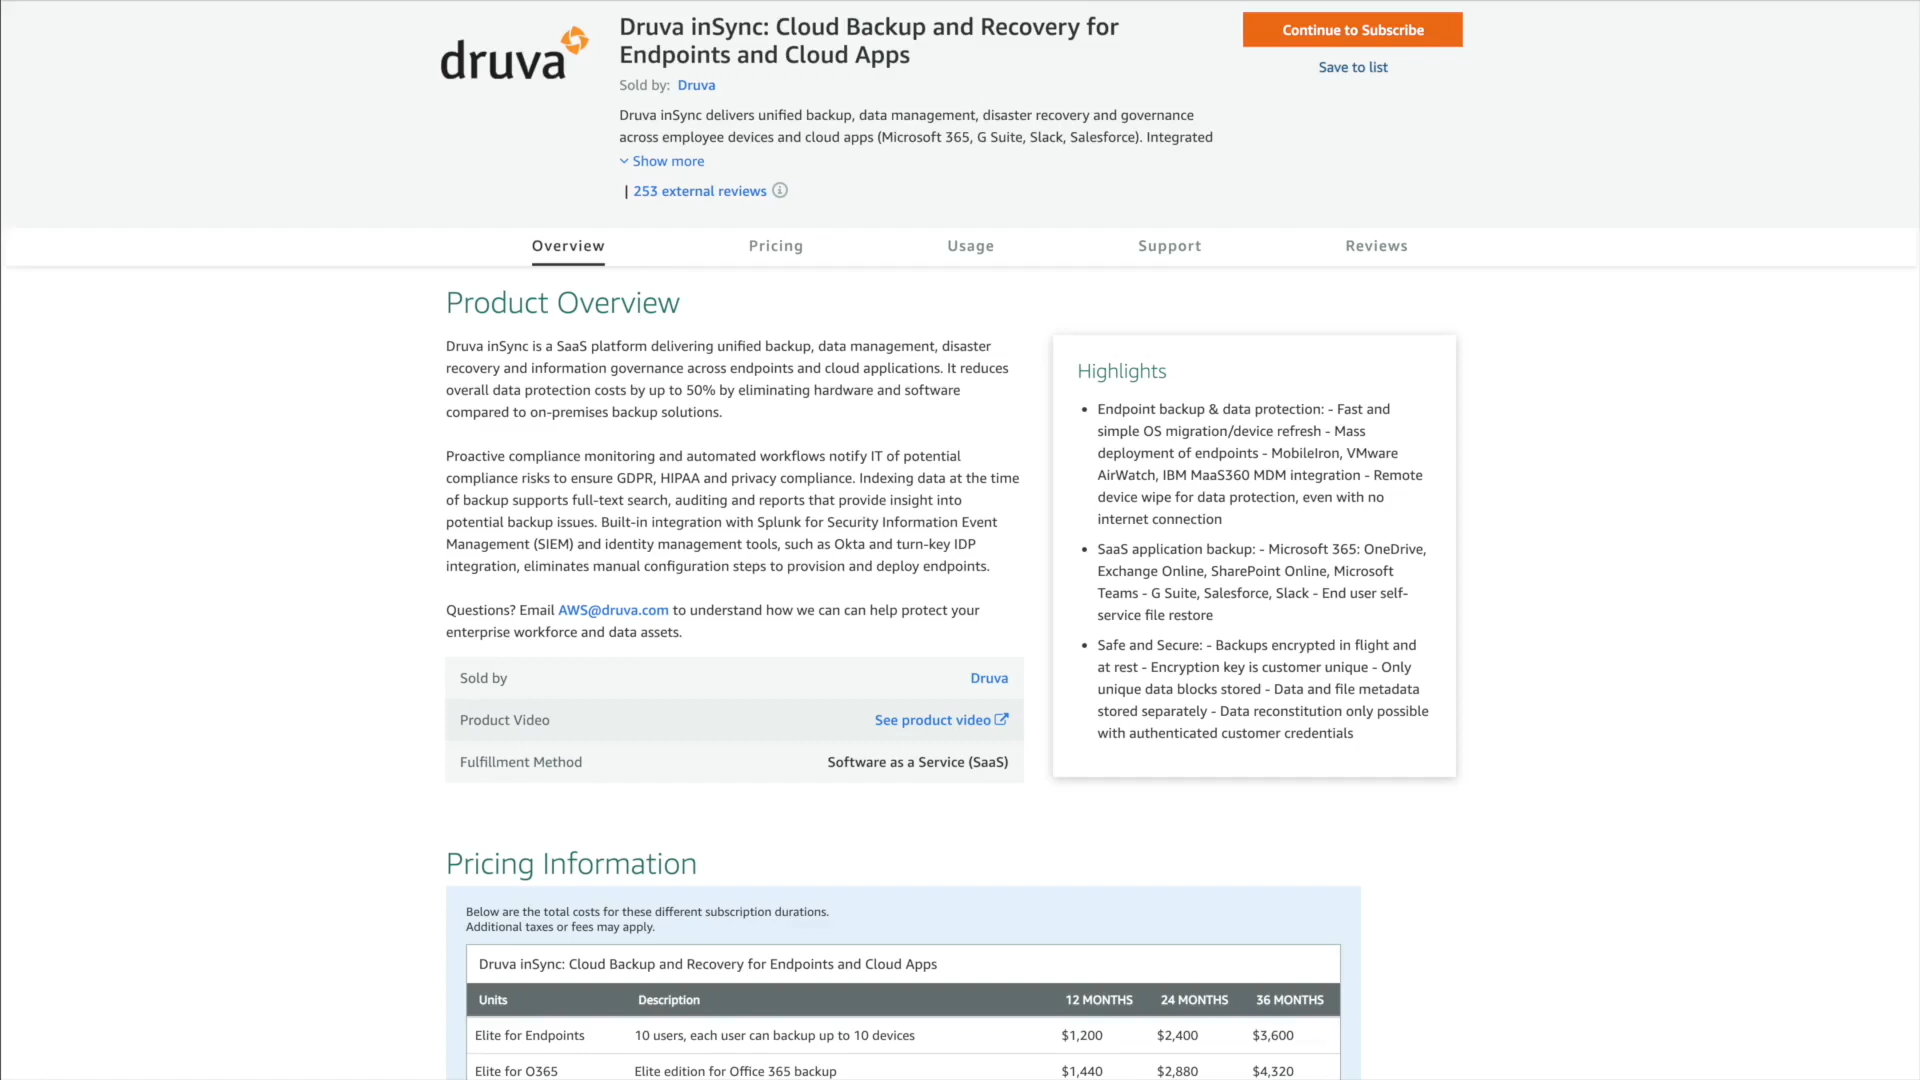 druva
Druva inSync: Cloud Backup and Recovery for
Endpoints and Cloud Apps
Sold by: Druva
Druva inSync delivers unified backup, data management, disaster recovery and governance
across employee devices and cloud apps (Microsoft 365, G Suite, Slack, Salesforce). Integrated
Show more
| 253 external reviews
Continue to Subscribe
Save to list
Overview Pricing Usage Support Reviews
Product Overview
Druva inSync is a SaaS platform delivering unified backup, data management, disaster
recovery and information governance across endpoints and cloud applications. It reduces
overall data protection costs by up to 50% by eliminating hardware and software
compared to on-premises backup solutions.
Proactive compliance monitoring and automated workflows notify IT of potential
compliance risks to ensure GDPR, HIPAA and privacy compliance. Indexing data at the time
of backup supports full-text search, auditing and reports that provide insight into
potential backup issues. Built-in integration with Splunk for Security Information Event
Management (SIEM) and identity management tools, such as Okta and turn-key IDP
integration, eliminates manual configuration steps to provision and deploy endpoints.
Questions? Email AWS@druva.com to understand how we can can help protect your
enterprise workforce and data assets.
Sold by Druva
Product Video See product video
Fulfillment Method Software as a Service (SaaS)
Highlights
• Endpoint backup & data protection: - Fast and
simple OS migration/device refresh - Mass
deployment of endpoints - MobileIron, VMware
AirWatch, IBM MaaS360 MDM integration - Remote
device wipe for data protection, even with no
internet connection
• SaaS application backup: - Microsoft 365: OneDrive,
Exchange Online, SharePoint Online, Microsoft
Teams - G Suite, Salesforce, Slack - End user self-
service file restore
• Safe and Secure: - Backups encrypted in flight and
at rest - Encryption key is customer unique - Only
unique data blocks stored - Data and file metadata
stored separately - Data reconstitution only possible
with authenticated customer credentials
Pricing Information
Below are the total costs for these different subscription durations.
Additional taxes or fees may apply.
Druva inSync: Cloud Backup and Recovery for Endpoints and Cloud Apps
Units Description 12 MONTHS 24 MONTHS 36 MONTHS
Elite for Endpoints 10 users, each user can backup up to 10 devices $1,200 $2,400 $3,600
Elite for O365 Elite edition for Office 365 backup $1,440 $2,880 $4,320